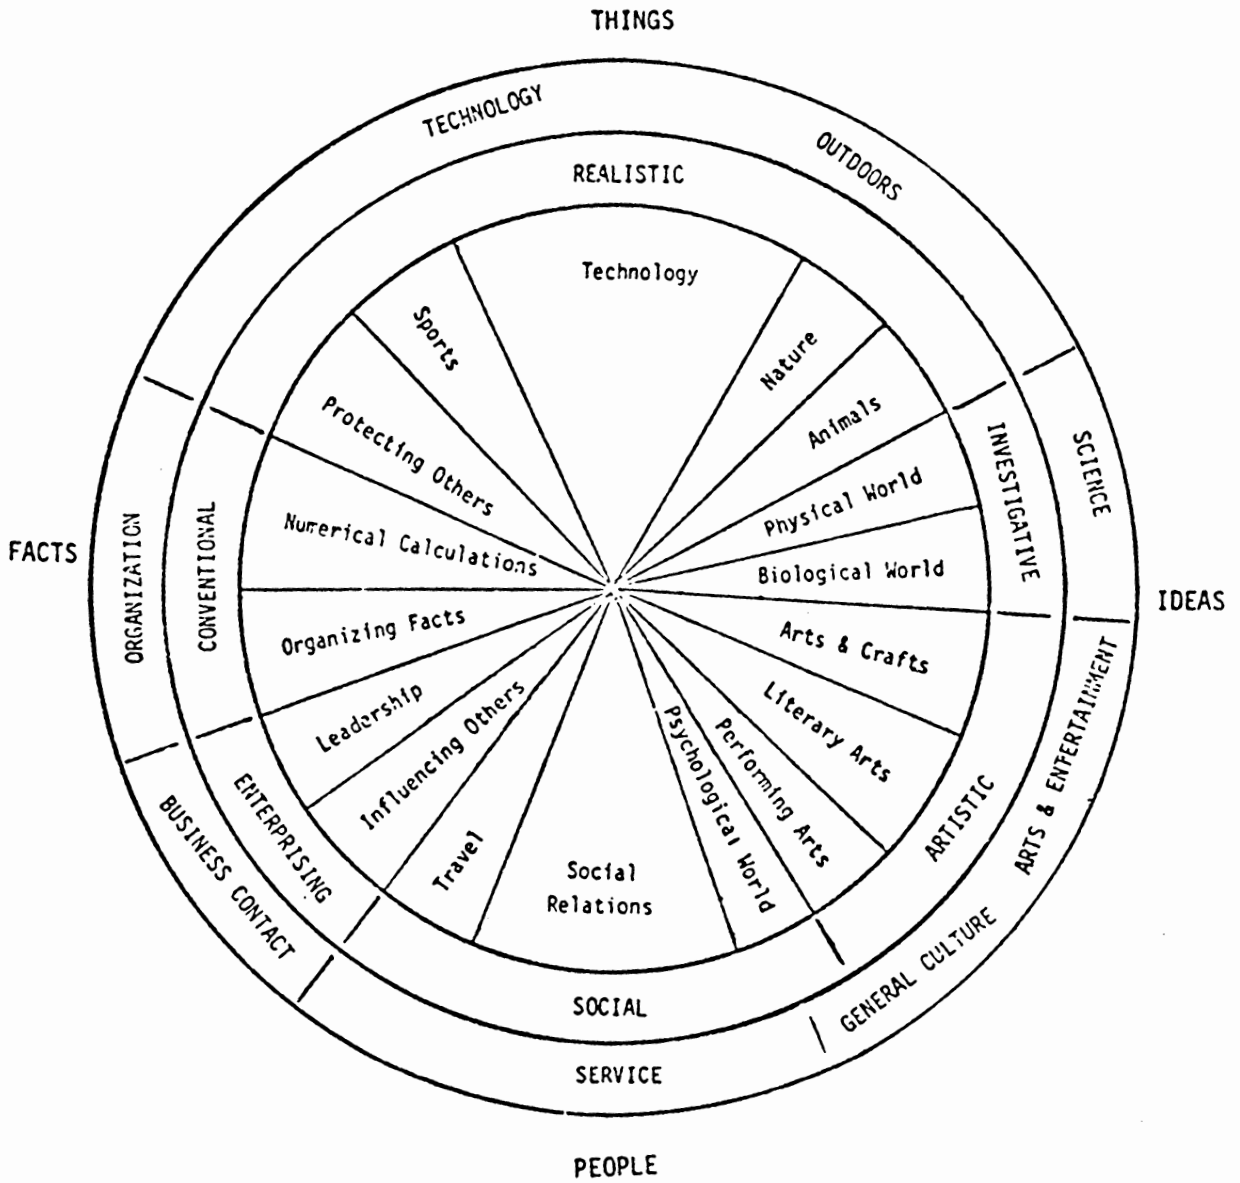 THINGS
TECHNOLOGY
OUTDOORS
REALISTIC
Technology
Sports
Nature
Protecting Others
Animals
INVESTIGATIVE
SCIENCE
Physical World
Numerical Calculations
Biological World
FACTS
ORGANIZATION
CONVENTIONAL
IDEAS
Organizing Facts
Arts & Crafts
Leadership
Literary Arts
Influencing Others
Psychological World
Performing Arts
ARTS & ENTERTAINMENT
ENTERPRISING
BUSINESS CONTACT
ARTISTIC
Travel
Social
Relations
GENERAL CULTURE
SOCIAL
SERVICE
PEOPLE